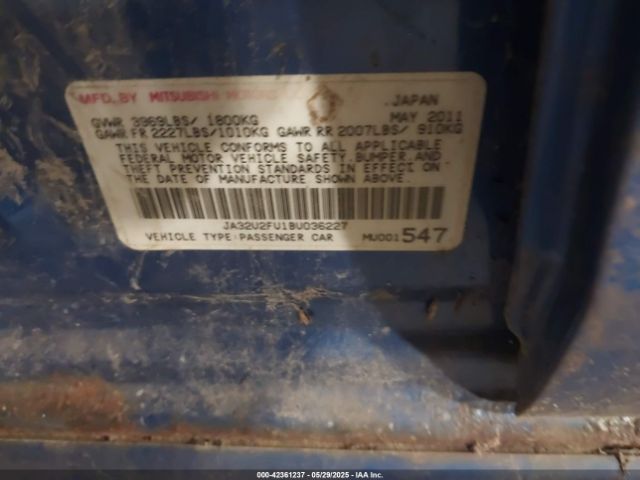 MFD.BY MITSUBISHI MOTORS JAPAN
GVWR 3969LBS/ 1800KG MAY 2011
GAWR FR 2227LBS/1010KG GAWR RR 2007LBS/ 910KG
THIS VEHICLE CONFORMS TO ALL APPLICABLE
FEDERAL MOTOR VEHICLE SAFETY.BUMPER.AND
THEFT PREVENTION STANDARDS IN EFFECT ON
THE DATE OF MANUFACTURE SHOWN ABOVE.
JA32U2FU1BU036227
VEHICLE TYPE:PASSENGER CAR MU001547
000-42361237 - 05/29/2025 - IAA Inc.